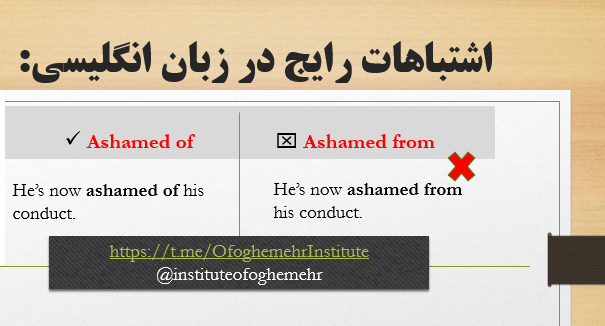 اشتباهات رایج در زبان انگلیسی:
✓ Ashamed of
☒ Ashamed from
He's now ashamed of his
conduct.
He's now ashamed from
his conduct.
https://t.me/OfoghemehrInstitute
@instituteofoghemehr